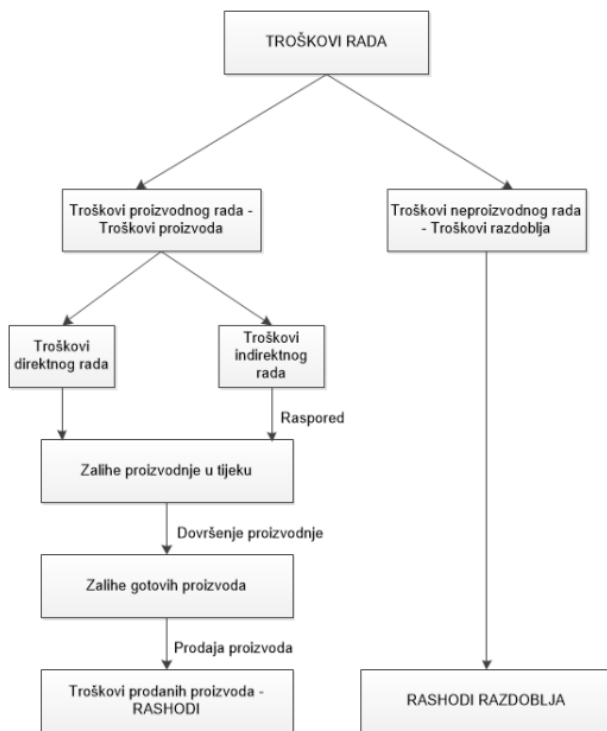 TROŠKOVI RADA
Troškovi proizvodnog rada -
Troškovi proizvoda
Troškovi neproizvodnog rada
- Troškovi razdoblja
Troškovi
direktnog rada
Troškovi
indirektnog
rada
Raspored
Zalihe proizvodnje u tijeku
Dovršenje proizvodnje
Zalihe gotovih proizvoda
Prodaja proizvoda
Troškovi prodanih proizvoda -
RASHODI
RASHODI RAZDOBLJA